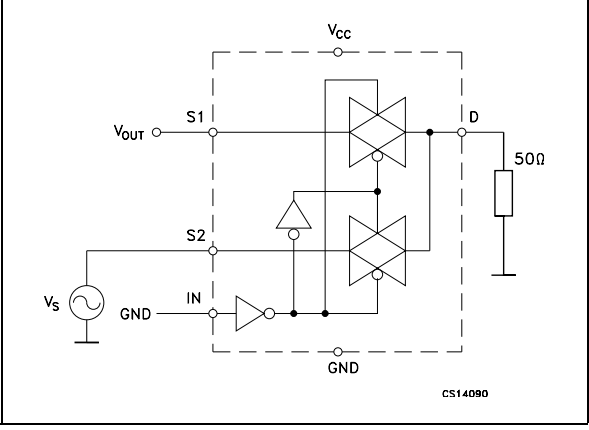 VCC
S1
D
VOUT
50Ω
S2
IN
VS
GND
GND
CS14090